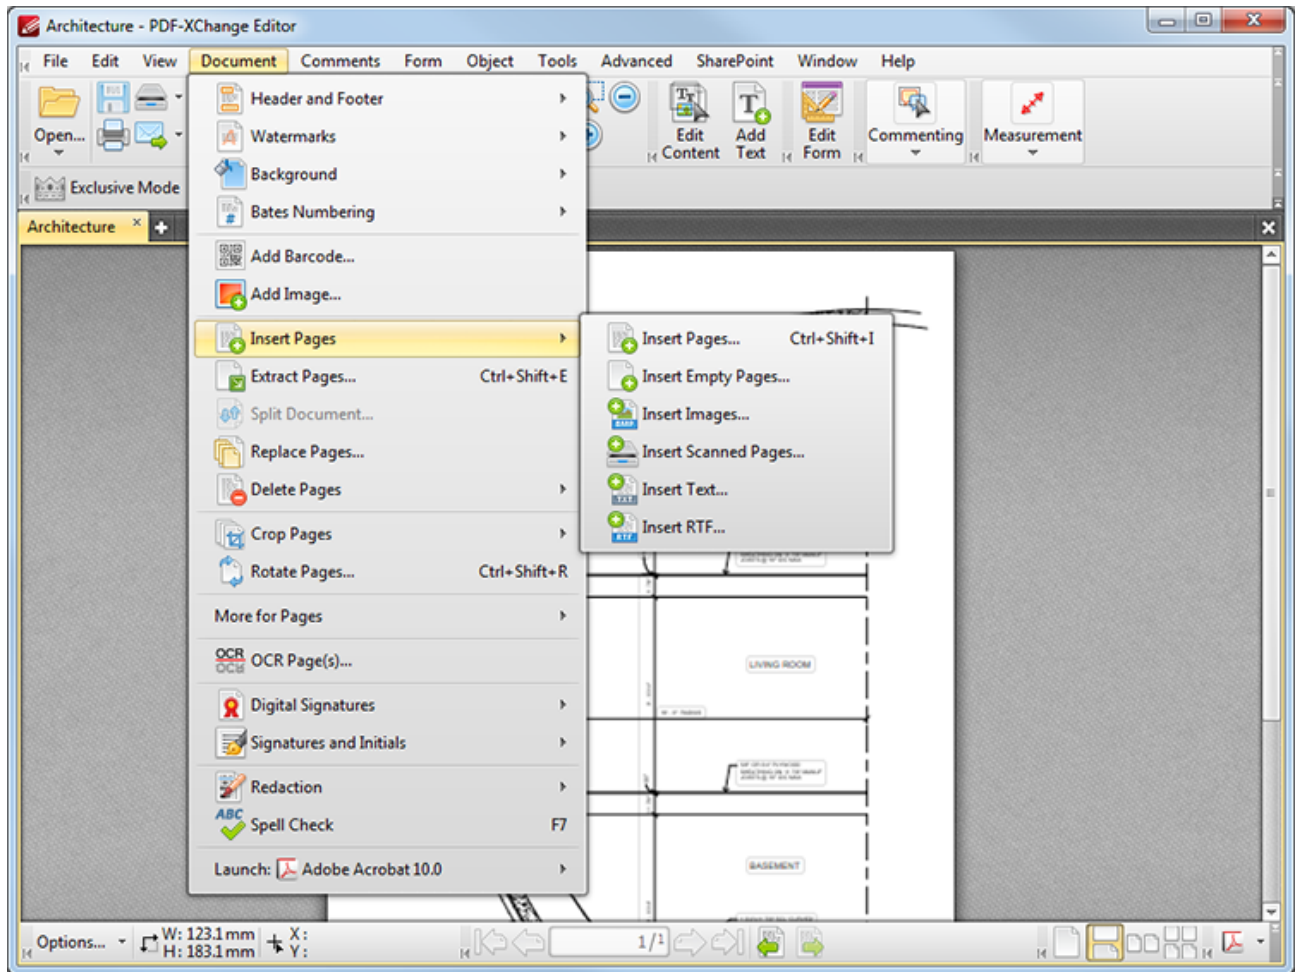 Architecture - PDF-XChange Editor
File Edit View Document Comments Form Object Tools Advanced SharePoint Window Help
Open...
Edit Content
Add Text
Edit Form
Commenting
Measurement
Exclusive Mode
Architecture
Header and Footer
Watermarks
Background
Bates Numbering
Add Barcode...
Add Image...
Insert Pages
Extract Pages... Ctrl+Shift+E
Split Document...
Replace Pages...
Delete Pages
Crop Pages
Rotate Pages... Ctrl+Shift+R
More for Pages
OCR Page(s)...
Digital Signatures
Signatures and Initials
Redaction
Spell Check F7
Launch: Adobe Acrobat 10.0
Insert Pages... Ctrl+Shift+I
Insert Empty Pages...
Insert Images...
Insert Scanned Pages...
Insert Text...
Insert RTF...
LIVING ROOM
BASEMENT
Options...
W: 123.1 mm
H: 183.1 mm
X:
Y:
1/1